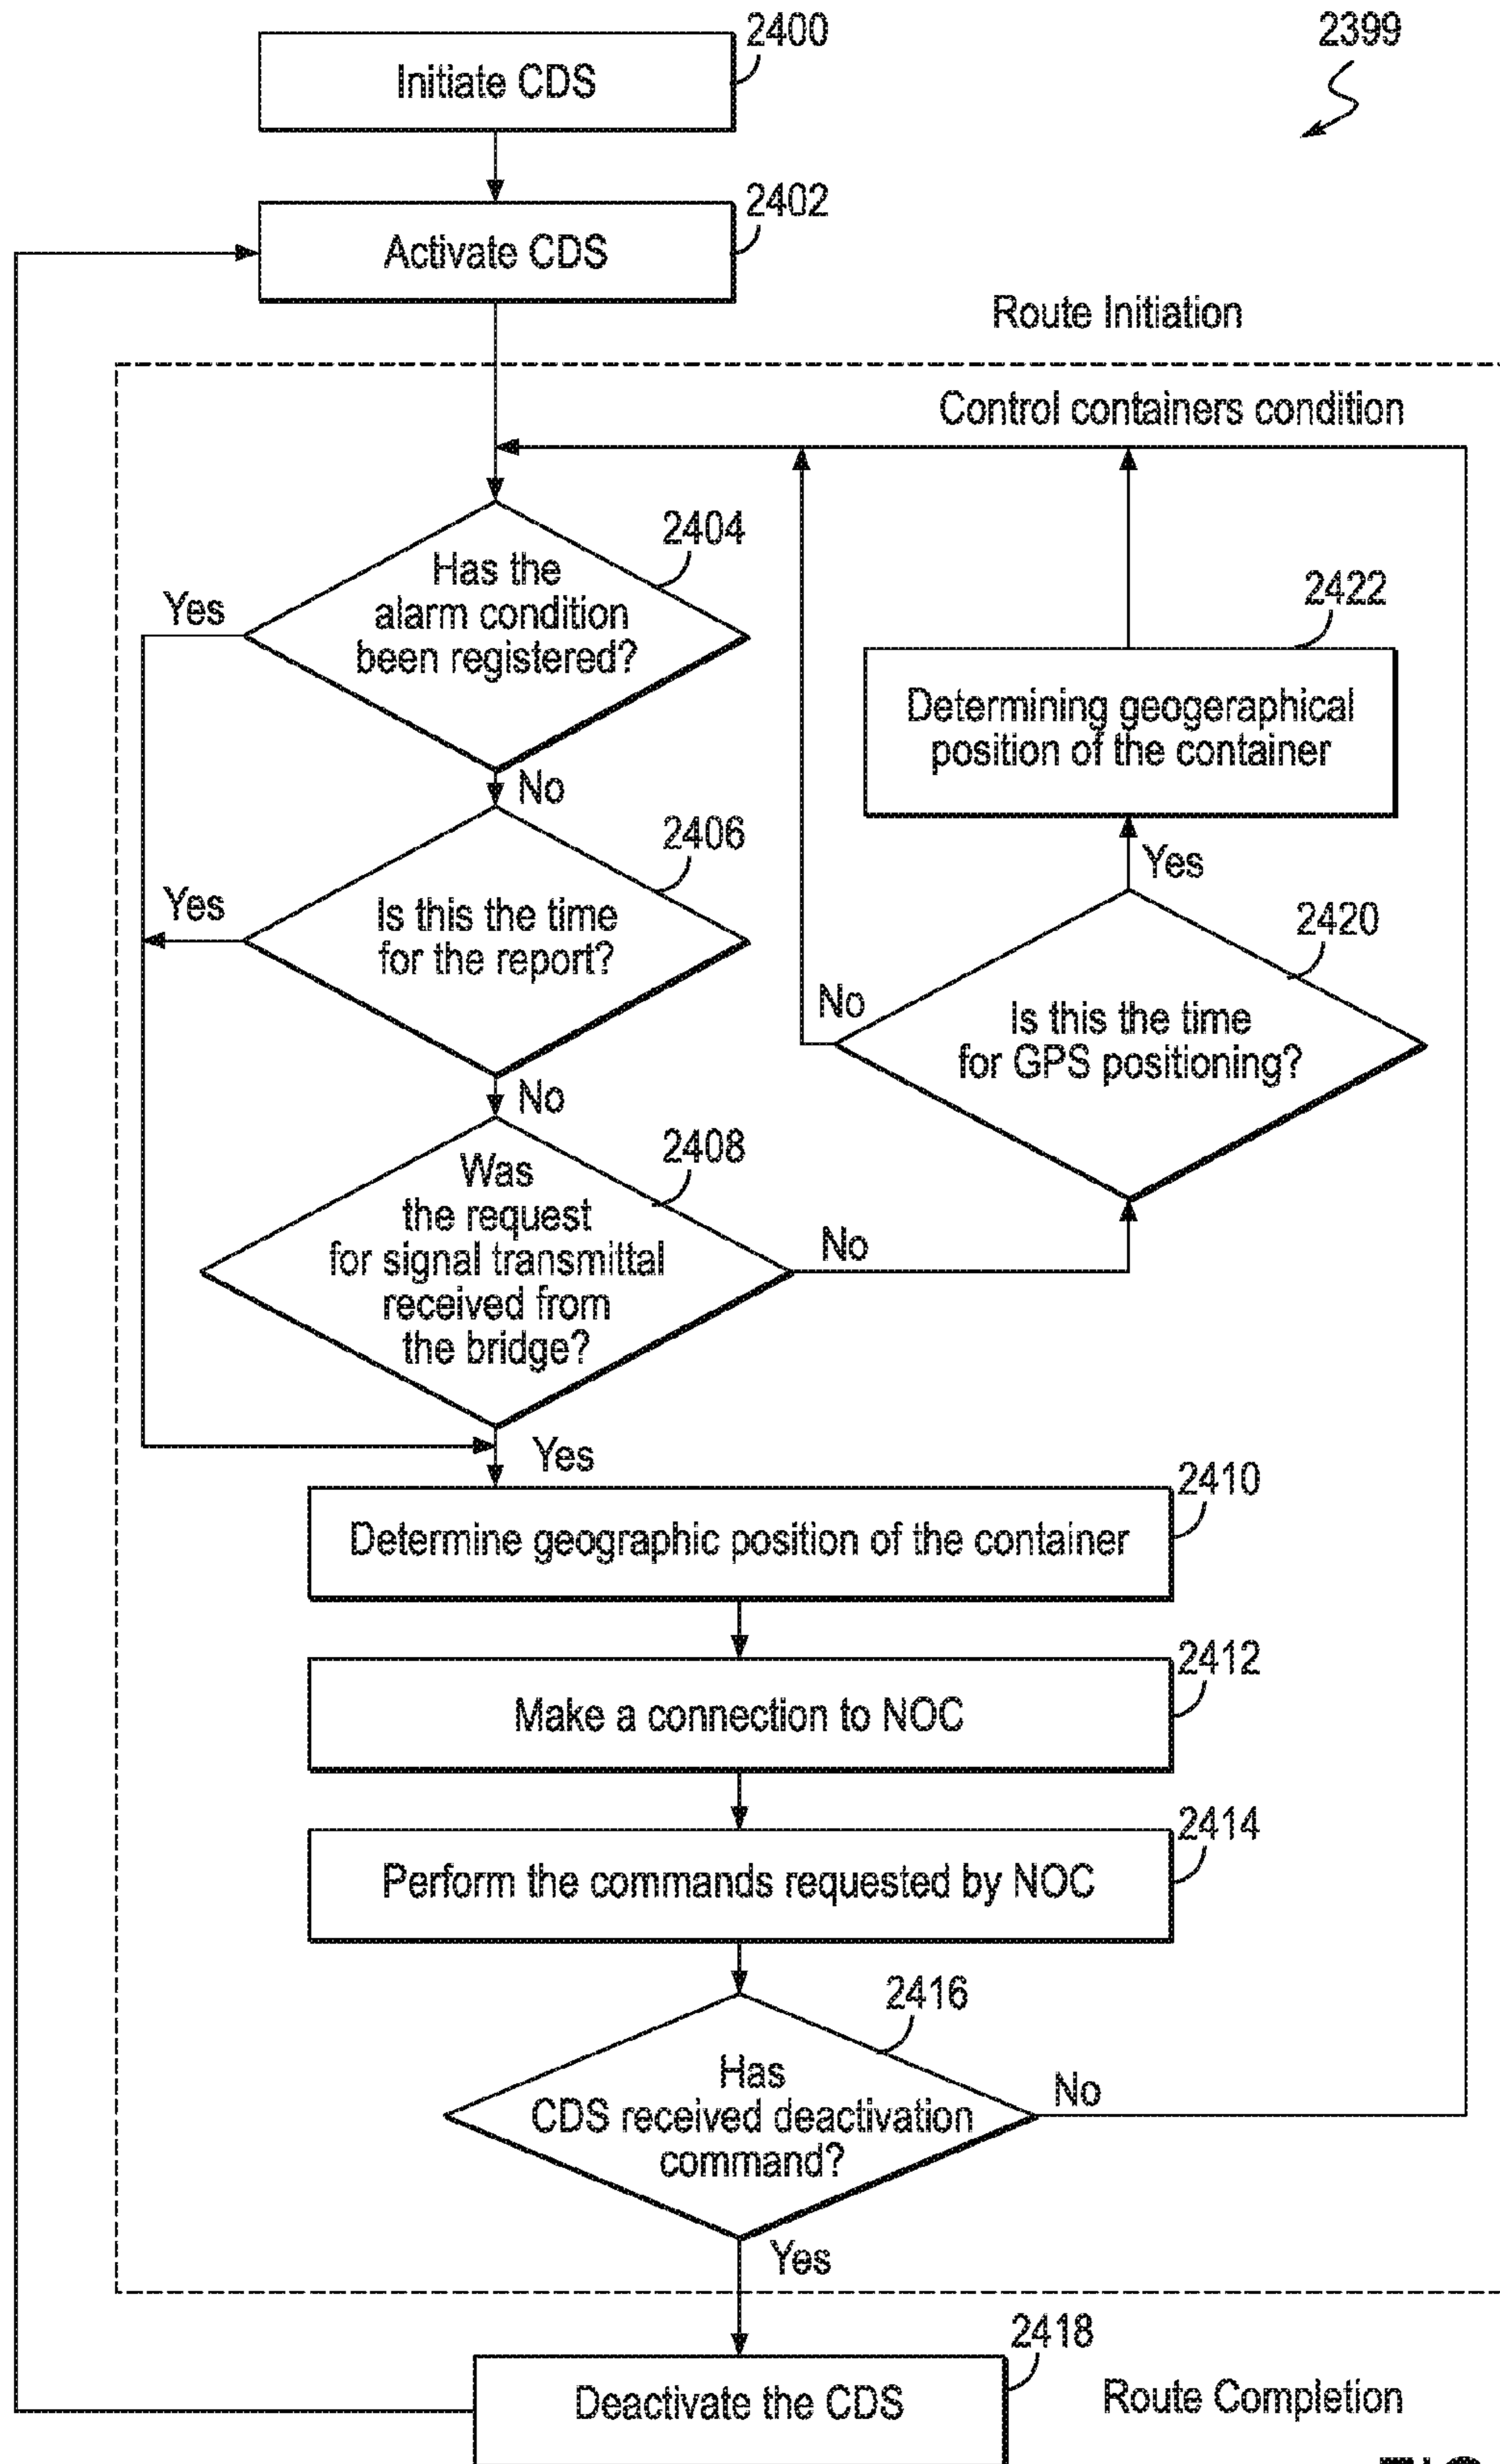 2399
2400
Initiate CDS
2402
Activate CDS
Route Initiation
Control containers condition
2404
Has the
alarm condition
been registered?
Yes
No
2406
Is this the time
for the report?
Yes
No
2408
Was
the request
for signal transmittal
received from
the bridge?
No
Yes
2420
Is this the time
for GPS positioning?
No
Yes
2422
Determining geogeraphical
position of the container
2410
Determine geographic position of the container
2412
Make a connection to NOC
2414
Perform the commands requested by NOC
2416
Has
CDS received deactivation
command?
No
Yes
2418
Deactivate the CDS
Route Completion